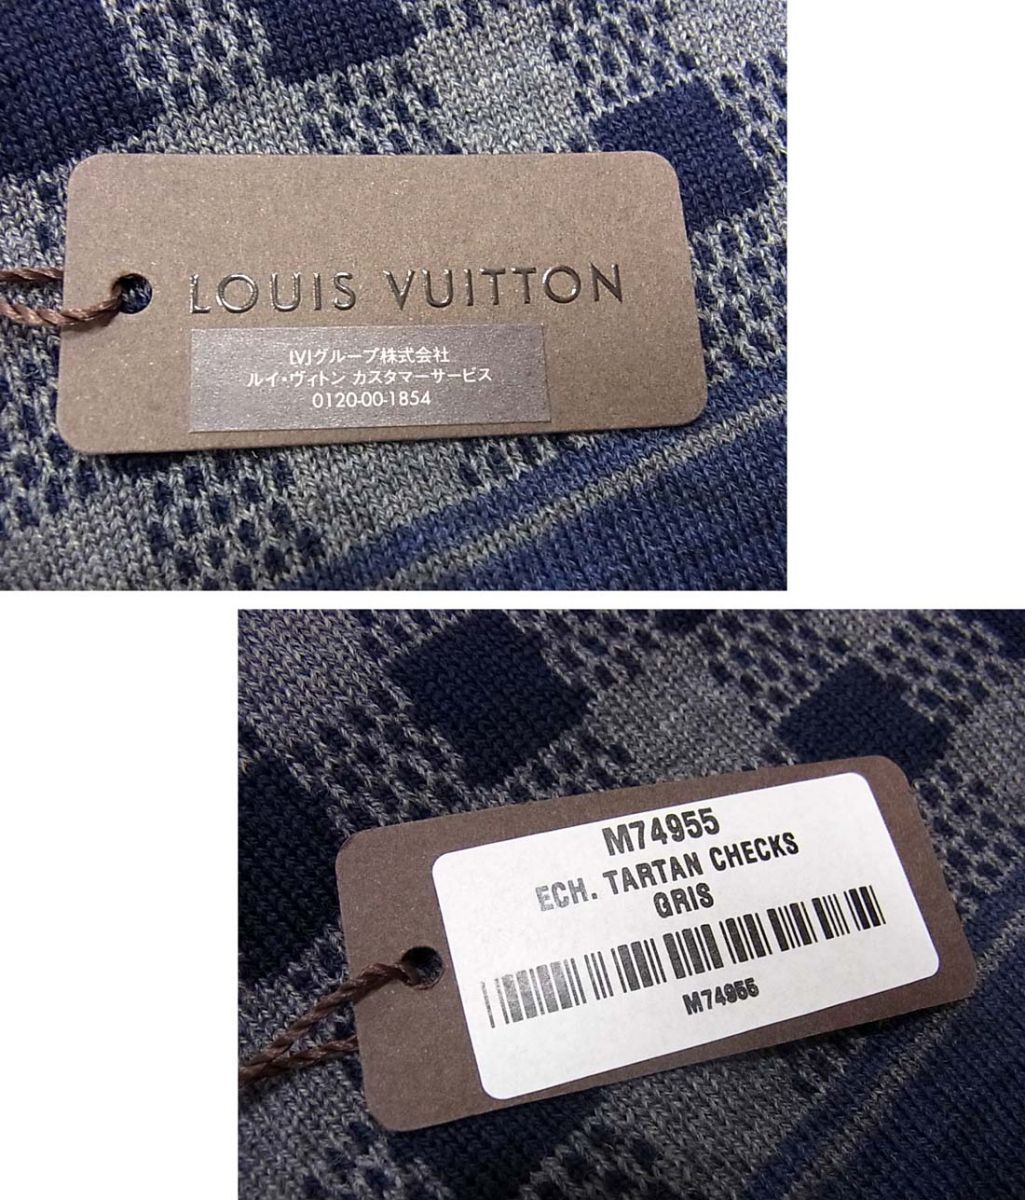 LOUIS VUITTON
LVJグループ株式会社
ルイ・ヴィトン カスタマーサービス
0120-00-1854
M74955
ECH. TARTAN CHECKS
GRIS
M74955